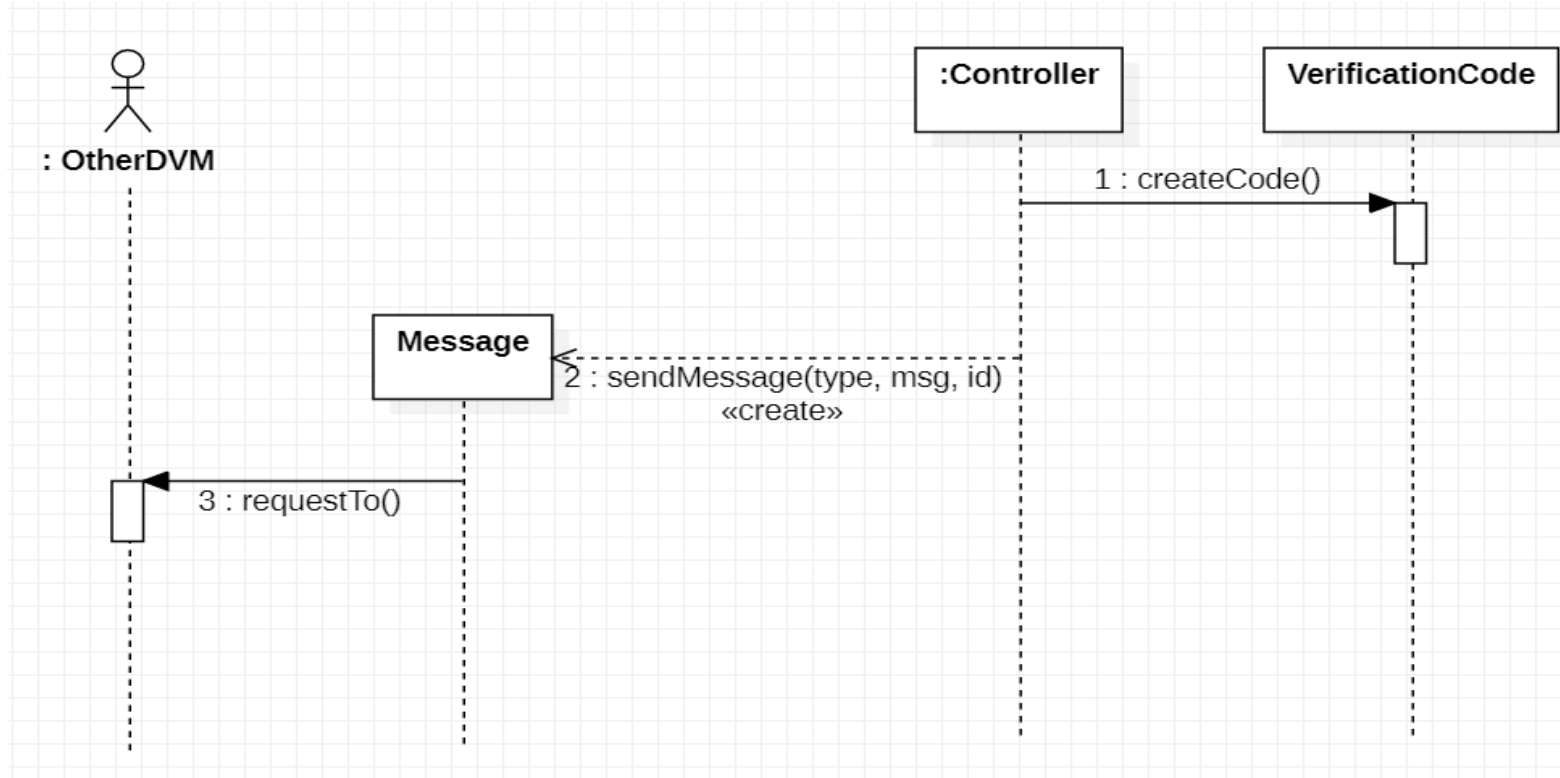 :Controller
VerificationCode
: OtherDVM
1 : createCode()
Message
2 : sendMessage(type, msg, id)
«create»
3 : requestTo()